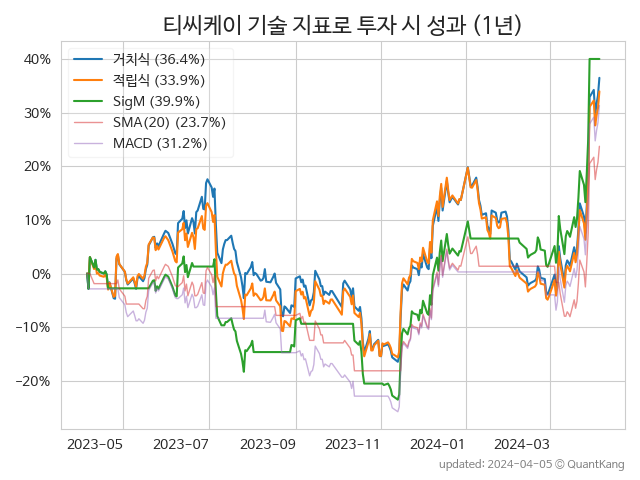 티씨케이 기술 지표로 투자 시 성과 (1년)
거치식 (36.4%)
적립식 (33.9%)
SigM (39.9%)
SMA(20) (23.7%)
MACD (31.2%)
40%
30%
20%
10%
0%
−10%
−20%
2023-05 2023-07 2023-09 2023-11 2024-01 2024-03
updated: 2024-04-05 © QuantKang